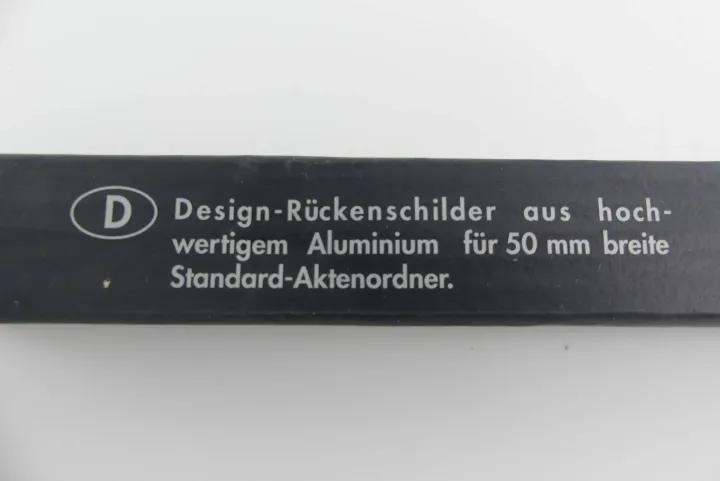 D Design-Rückenschilder aus hoch-
wertigem Aluminium für 50 mm breite
Standard-Aktenordner.